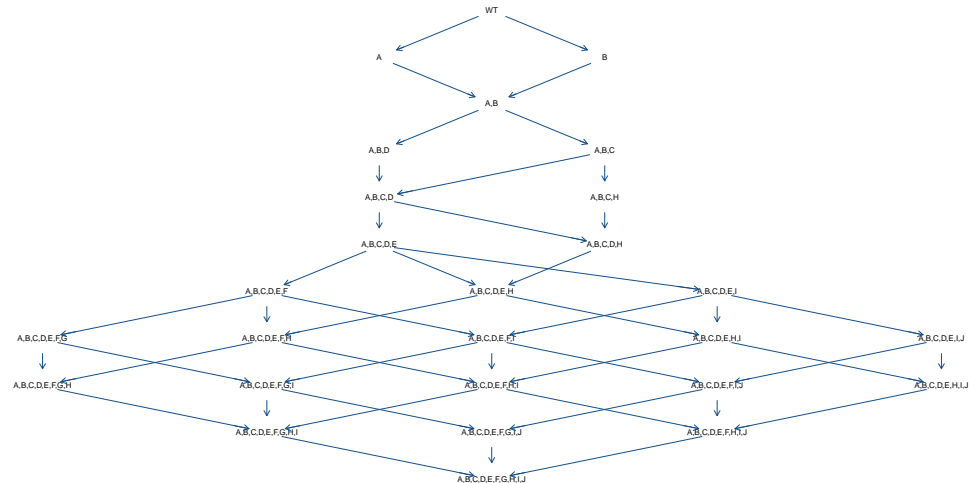 WT
A
B
A,B
A,B,D
A,B,C
A,B,C,D
A,B,C,H
A,B,C,D,E
A,B,C,D,H
A,B,C,D,E,F
A,B,C,D,E,H
A,B,C,D,E,I
A,B,C,D,E,F,G
A,B,C,D,E,F,H
A,B,C,D,E,F,I
A,B,C,D,E,H,I
A,B,C,D,E,I,J
A,B,C,D,E,F,G,H
A,B,C,D,E,F,G,I
A,B,C,D,E,F,H,I
A,B,C,D,E,F,I,J
A,B,C,D,E,H,I,J
A,B,C,D,E,F,G,H,I
A,B,C,D,E,F,G,I,J
A,B,C,D,E,F,H,I,J
A,B,C,D,E,F,G,H,I,J